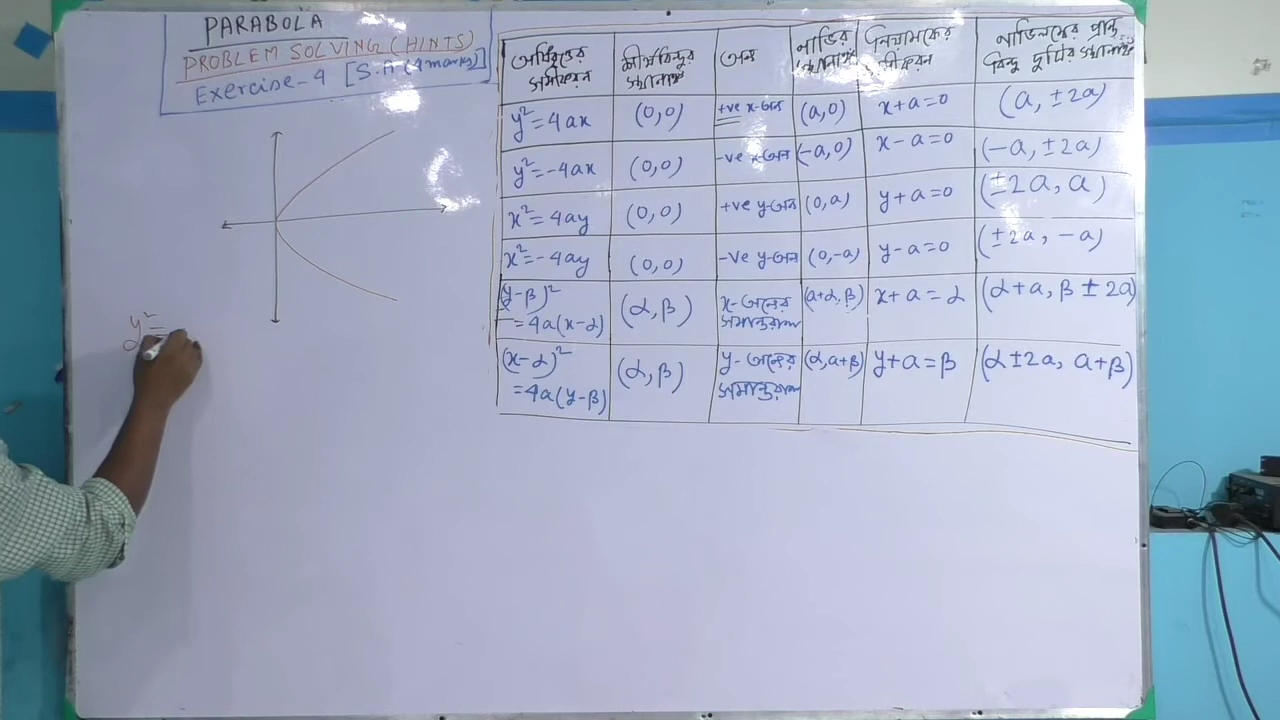 PARABOLA
PROBLEM SOLVING (HINTS)
Exercise-4 [S.A (4 marks)]
অধিবৃত্তের সমীকরণ
শীর্ষবিন্দুর স্থানাঙ্ক
অক্ষ
নাভির স্থানাঙ্ক
নিয়ামকের সমীকরণ
নাভিলম্বের প্রান্ত বিন্দু দুটির স্থানাঙ্ক
y²=4ax (0,0) +ve x-অক্ষ (a,0) x+a=0 (a, ±2a)
y²=-4ax (0,0) -ve x-অক্ষ (-a,0) x-a=0 (-a, ±2a)
x²=4ay (0,0) +ve y-অক্ষ (0,a) y+a=0 (±2a, a)
x²=-4ay (0,0) -ve y-অক্ষ (0,-a) y-a=0 (±2a, -a)
(y-β)² =4a(x-α) (α,β) x-অক্ষের সমান্তরাল (a+α,β) x+a=α (α+a, β±2a)
(x-α)² =4a(y-β) (α,β) y-অক্ষের সমান্তরাল (α,a+β) y+a=β (α±2a, a+β)
y²=